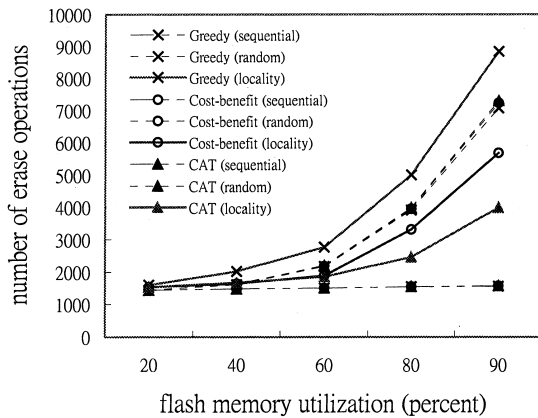 10000
9000
8000
7000
6000
5000
4000
3000
2000
1000
0
number of erase operations
Greedy (sequential)
Greedy (random)
Greedy (locality)
Cost-benefit (sequential)
Cost-benefit (random)
Cost-benefit (locality)
CAT (sequential)
CAT (random)
CAT (locality)
20 40 60 80 90
flash memory utilization (percent)